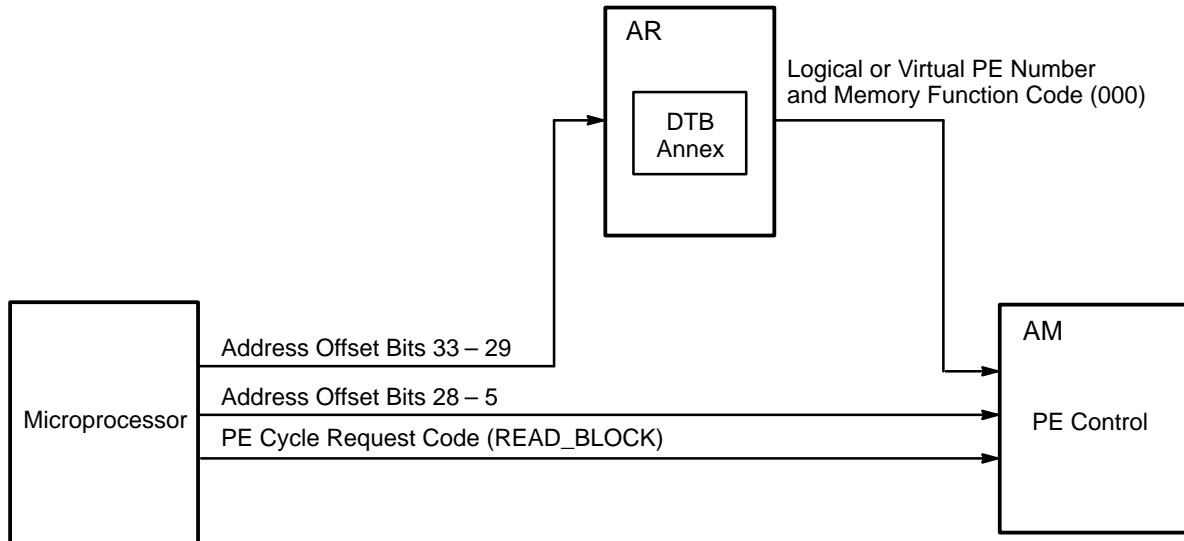 AR
DTB
Annex
Logical or Virtual PE Number
and Memory Function Code (000)
Microprocessor
Address Offset Bits 33 – 29
Address Offset Bits 28 – 5
PE Cycle Request Code (READ_BLOCK)
AM
PE Control